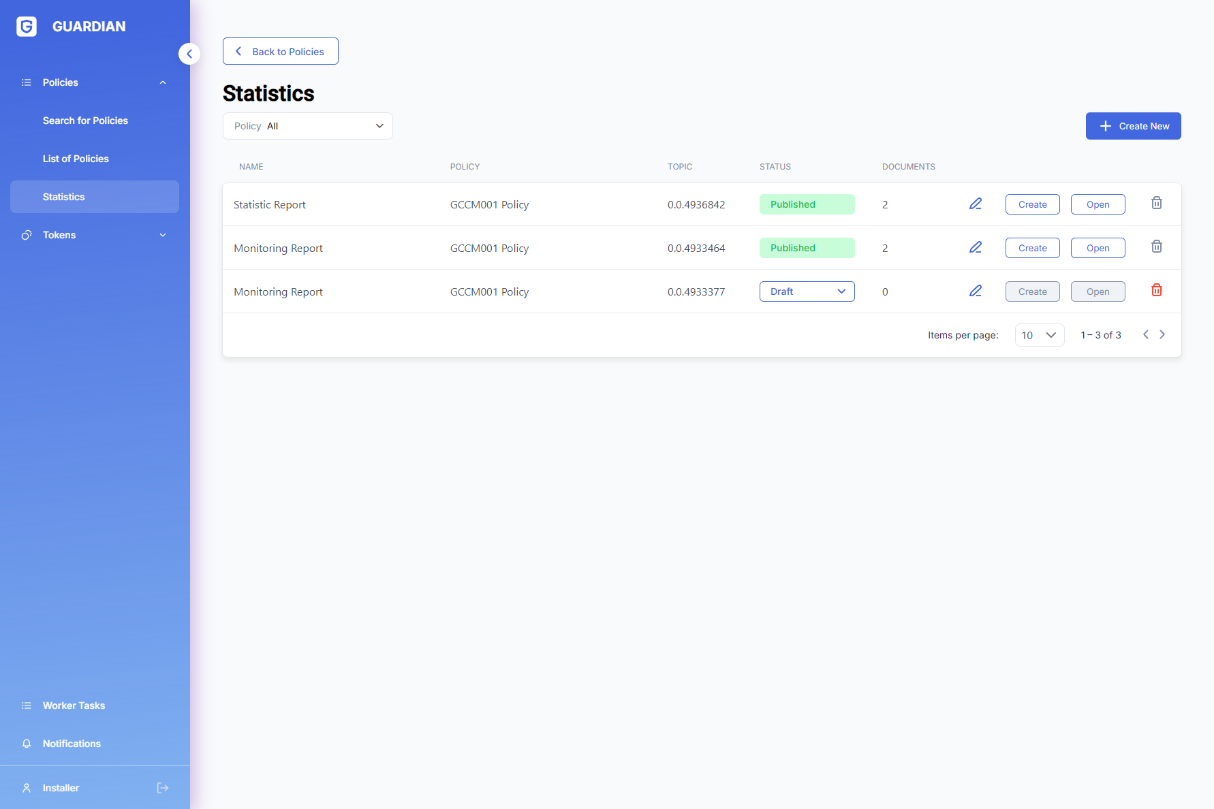 GUARDIAN
Policies
Search for Policies
List of Policies
Statistics
Tokens
Worker Tasks
Notifications
Installer
Back to Policies
Statistics
Policy All
Create New
NAME POLICY TOPIC STATUS DOCUMENTS
Statistic Report GCCM001 Policy 0.0.4936842 Published 2 Create Open
Monitoring Report GCCM001 Policy 0.0.4933464 Published 2 Create Open
Monitoring Report GCCM001 Policy 0.0.4933377 Draft 0 Create Open
Items per page: 10 1 – 3 of 3